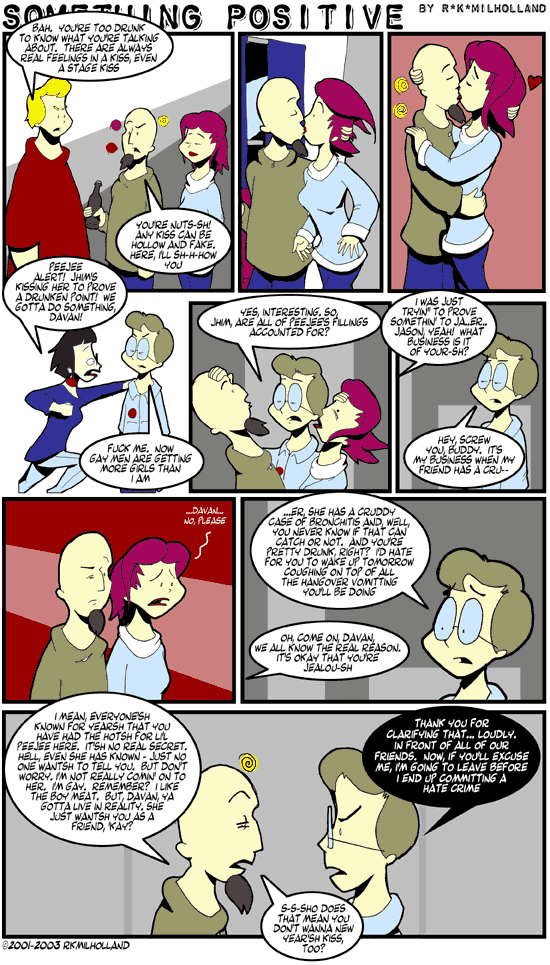 SOMETHING POSITIVE
BY R*K*MILHOLLAND
BAH. YOU'RE TOO DRUNK
TO KNOW WHAT YOU'RE TALKING
ABOUT. THERE ARE ALWAYS
REAL FEELINGS IN A KISS, EVEN
A STAGE KISS
YOU'RE NUTS-SH!
ANY KISS CAN BE
HOLLOW AND FAKE.
HERE, I'LL SH-H-HOW
YOU
PEEJEE
ALERT! JHIM'S
KISSING HER TO PROVE
A DRUNKEN POINT! WE
GOTTA DO SOMETHING,
DAVAN!
FUCK ME. NOW
GAY MEN ARE GETTING
MORE GIRLS THAN
I AM
YES, INTERESTING. SO,
JHIM, ARE ALL OF PEEJEE'S FILLINGS
ACCOUNTED FOR?
I WAS JUST
TRYIN' TO PROVE
SOMETHIN' TO JA...ER...
JASON, YEAH! WHAT
BUSINESS IS IT
OF YOUR-SH?
HEY, SCREW
YOU, BUDDY. IT'S
MY BUSINESS WHEN MY
FRIEND HAS A CRU--
...DAVAN...
NO, PLEASE
...ER, SHE HAS A CRUDDY
CASE OF BRONCHITIS AND, WELL,
YOU NEVER KNOW IF THAT CAN
CATCH OR NOT. AND YOU'RE
PRETTY DRUNK, RIGHT? I'D HATE
FOR YOU TO WAKE UP TOMORROW
COUGHING ON TOP OF ALL
THE HANGOVER VOMITTING
YOU'LL BE DOING
OH, COME ON, DAVAN,
WE ALL KNOW THE REAL REASON.
IT'S OKAY THAT YOU'RE
JEALOU-SH
I MEAN, EVERYONE'SH
KNOWN FOR YEARSH THAT YOU
HAVE HAD THE HOTSH FOR LI'L
PEEJEE HERE. IT'SH NO REAL SECRET.
HELL, EVEN SHE HAS KNOWN - JUST NO
ONE WANTSH TO TELL YOU. BUT DON'T
WORRY. I'M NOT REALLY COMIN' ON TO
HER. I'M GAY. REMEMBER? I LIKE
THE BOY MEAT. BUT, DAVAN, YA
GOTTA LIVE IN REALITY. SHE
JUST WANTSH YOU AS A
FRIEND, 'KAY?
THANK YOU FOR
CLARIFYING THAT... LOUDLY.
IN FRONT OF ALL OF OUR
FRIENDS. NOW, IF YOU'LL EXCUSE
ME, I'M GOING TO LEAVE BEFORE
I END UP COMMITTING A
HATE CRIME
S-S-SHO DOES
THAT MEAN YOU
DON'T WANNA NEW
YEAR'SH KISS,
TOO?
©2001-2003 RKMILHOLLAND